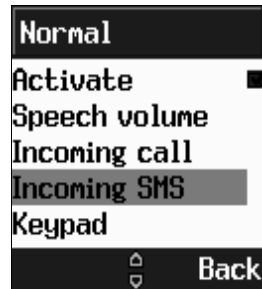 Normal
Activate
Speech volume
Incoming call
Incoming SMS
Keypad
Back